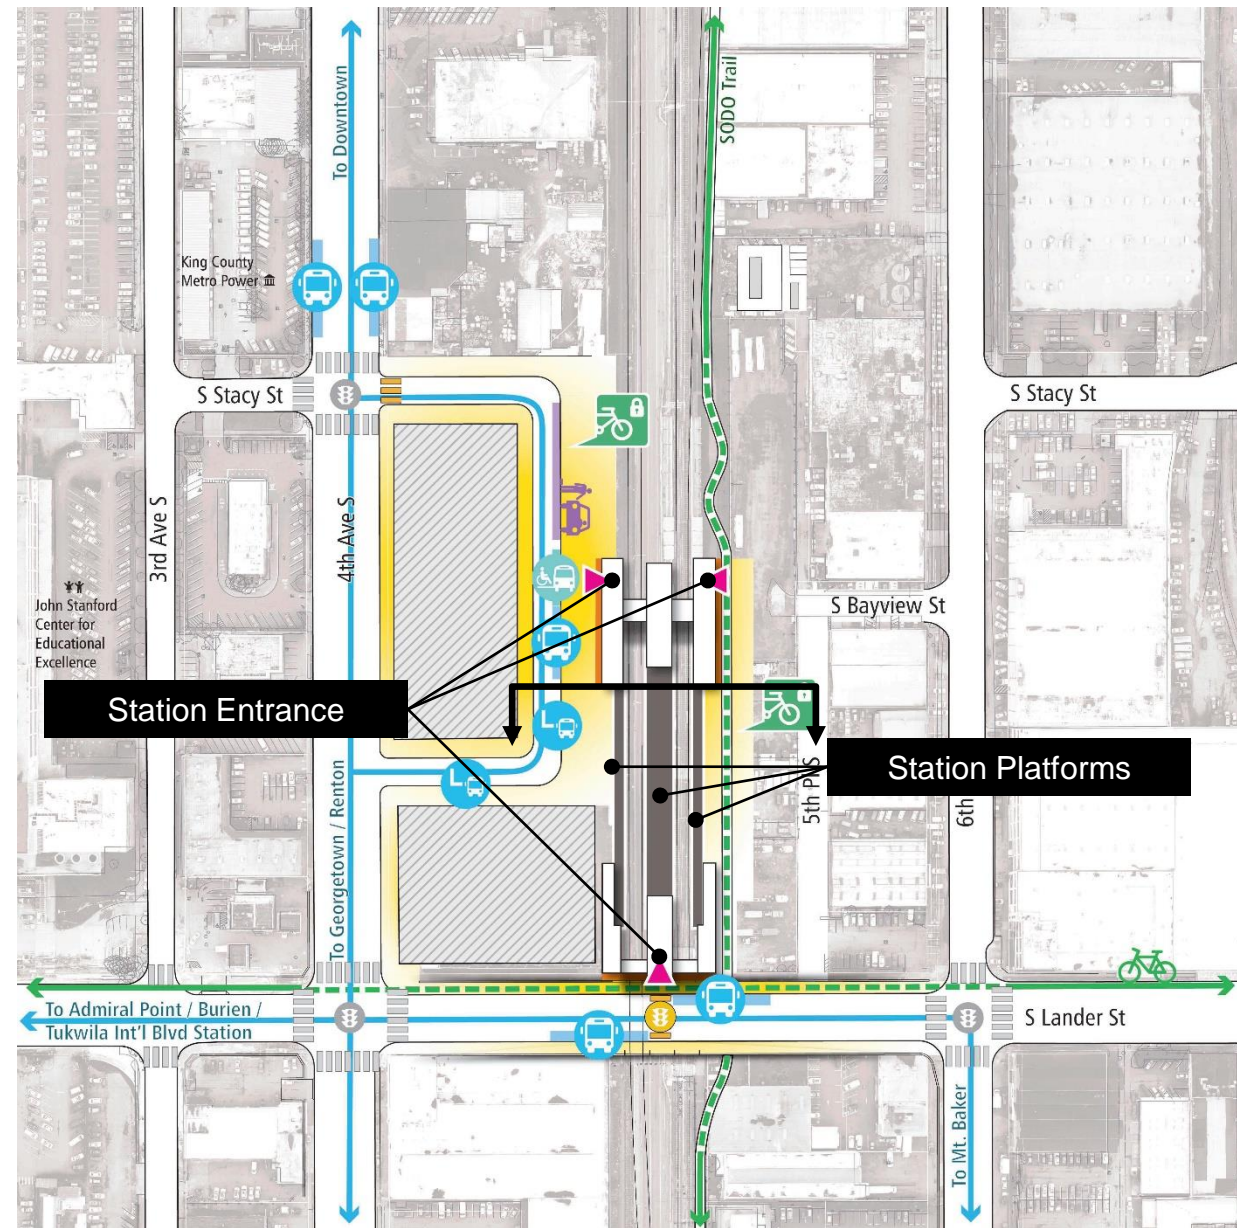 To Downtown
SODO Trail
King County
Metro Power
S Stacy St
S Stacy St
3rd Ave S
4th Ave S
John Stanford
Center for
Educational
Excellence
S Bayview St
Station Entrance
Station Platforms
5th Pl S
6th
To Georgetown / Renton
To Admiral Point / Burien /
Tukwila Int'l Blvd Station
S Lander St
To Mt. Baker